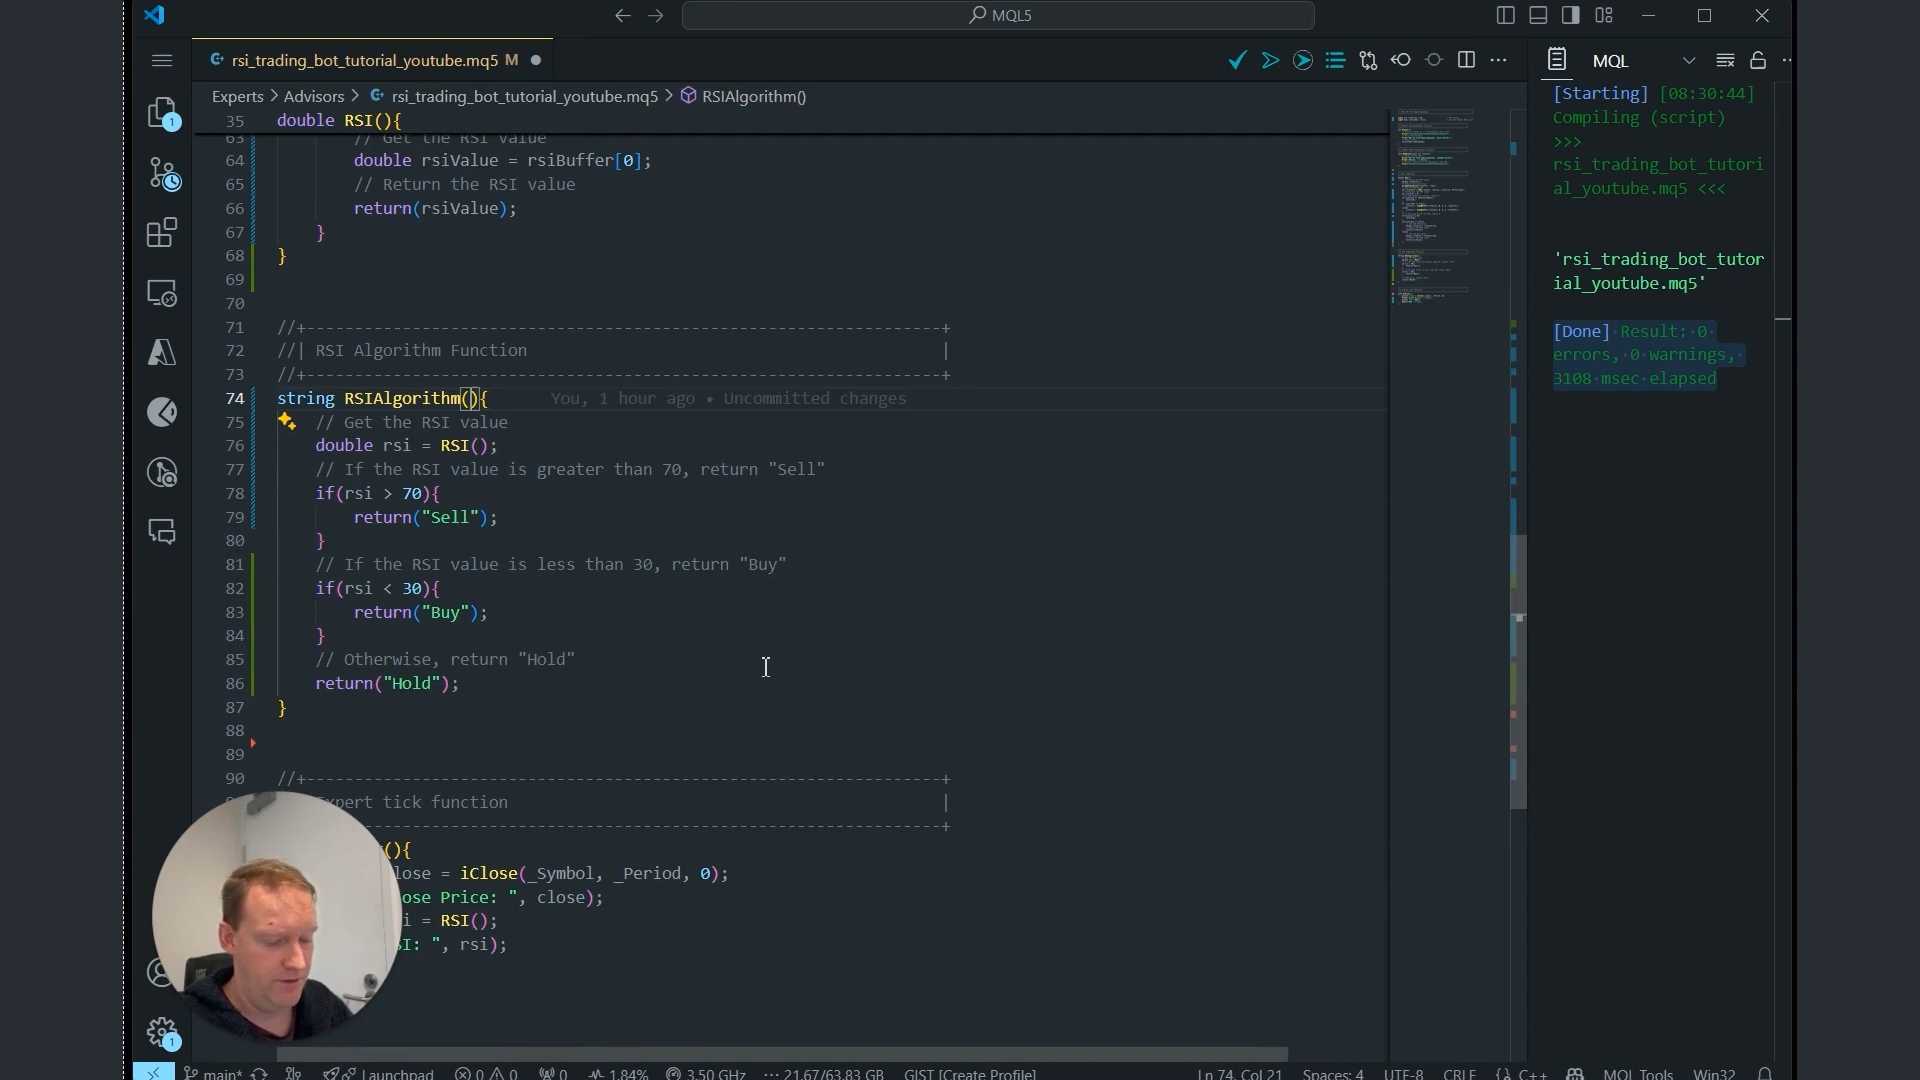 MQL5
rsi_trading_bot_tutorial_youtube.mq5 M
MQL
Experts > Advisors > rsi_trading_bot_tutorial_youtube.mq5 > RSIAlgorithm()
35 double RSI(){
63 // Get the RSI value
64 double rsiValue = rsiBuffer[0];
65 // Return the RSI value
66 return(rsiValue);
67 }
68 }
69
70
71 //+------------------------------------------------------------------+
72 //| RSI Algorithm Function |
73 //+------------------------------------------------------------------+
74 string RSIAlgorithm(){ You, 1 hour ago • Uncommitted changes
75 // Get the RSI value
76 double rsi = RSI();
77 // If the RSI value is greater than 70, return "Sell"
78 if(rsi > 70){
79 return("Sell");
80 }
81 // If the RSI value is less than 30, return "Buy"
82 if(rsi < 30){
83 return("Buy");
84 }
85 // Otherwise, return "Hold"
86 return("Hold");
87 }
88
89
90 //+------------------------------------------------------------------+
Expert tick function |
------------------------------------------------------------+
(){
lose = iClose(_Symbol, _Period, 0);
ose Price: ", close);
i = RSI();
SI: ", rsi);
[Starting] [08:30:44]
Compiling (script)
>>>
rsi_trading_bot_tutori
al_youtube.mq5 <<<
'rsi_trading_bot_tutor
ial_youtube.mq5'
[Done] Result: 0
errors, 0 warnings,
3108 msec elapsed
1
1
main* Launchpad 0 0 0 1.84% 3.50 GHz 21.67/63.83 GB GIST [Create Profile] Ln 74, Col 21 Spaces: 4 UTF-8 CRLF {} C++ MQL Tools Win32